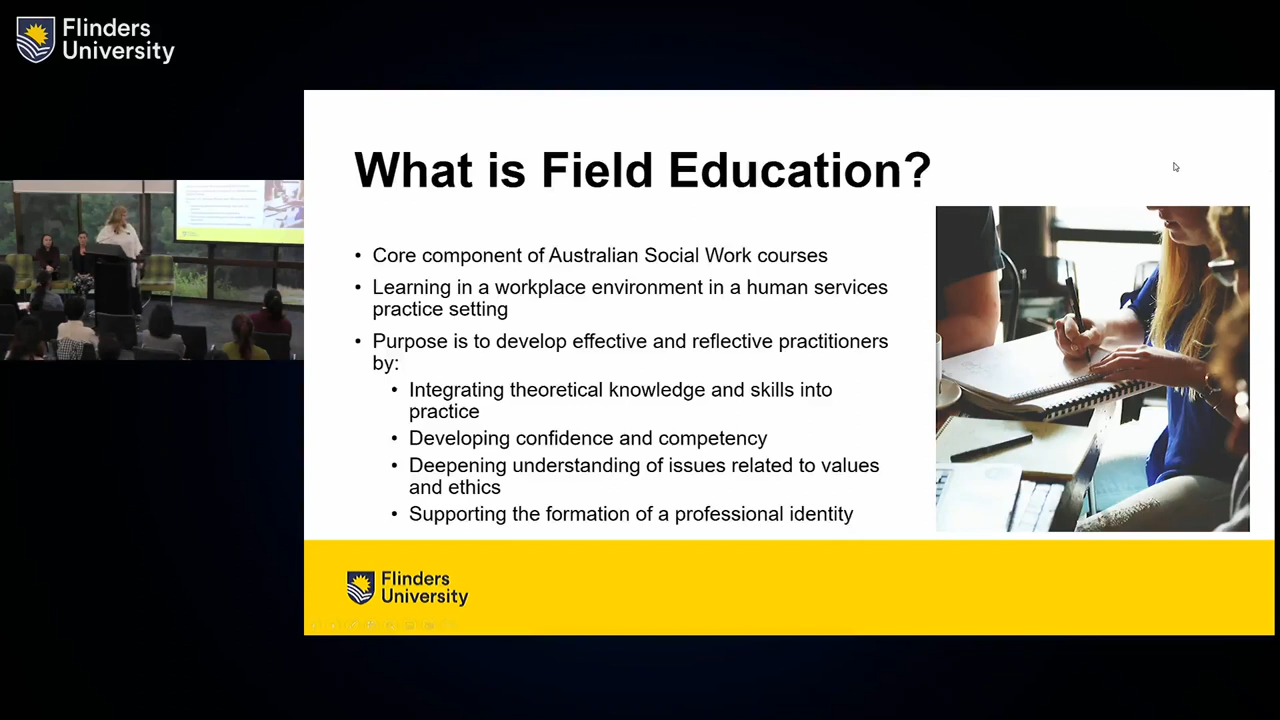 Flinders
University
What is Field Education?
• Core component of Australian Social Work courses
• Learning in a workplace environment in a human services
practice setting
• Purpose is to develop effective and reflective practitioners
by:
• Integrating theoretical knowledge and skills into
practice
• Developing confidence and competency
• Deepening understanding of issues related to values
and ethics
• Supporting the formation of a professional identity
Flinders
University